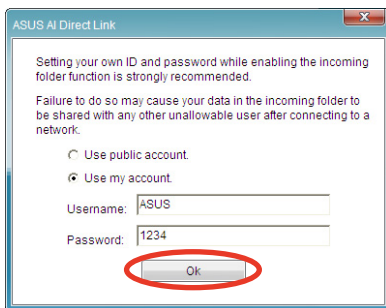 ASUS AI Direct Link
Setting your own ID and password while enabling the incoming
folder function is strongly recommended.
Failure to do so may cause your data in the incoming folder to
be shared with any other unallowable user after connecting to a
network.
Use public account.
Use my account.
Username: ASUS
Password: 1234
Ok